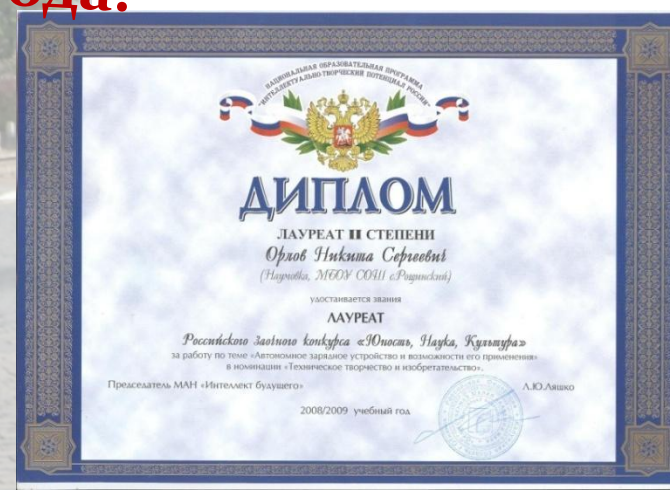 ода.
НАЦИОНАЛЬНАЯ ОБРАЗОВАТЕЛЬНАЯ ПРОГРАММА
"ИНТЕЛЛЕКТУАЛЬНО-ТВОРЧЕСКИЙ ПОТЕНЦИАЛ РОССИИ"
ДИПЛОМ
ЛАУРЕАТ II СТЕПЕНИ
Орлов Никита Сергеевич
(Научовка, МБОУ СОШ с.Рощинский)
удостаивается звания
ЛАУРЕАТ
Российского Заочного конкурса «Юность, Наука, Культура»
за работу по теме «Автономное зарядное устройство и возможности его применения»
в номинации «Техническое творчество и изобретательство».
Председатель МАН «Интеллект будущего»
Л.Ю.Ляшко
2008/2009 учебный год